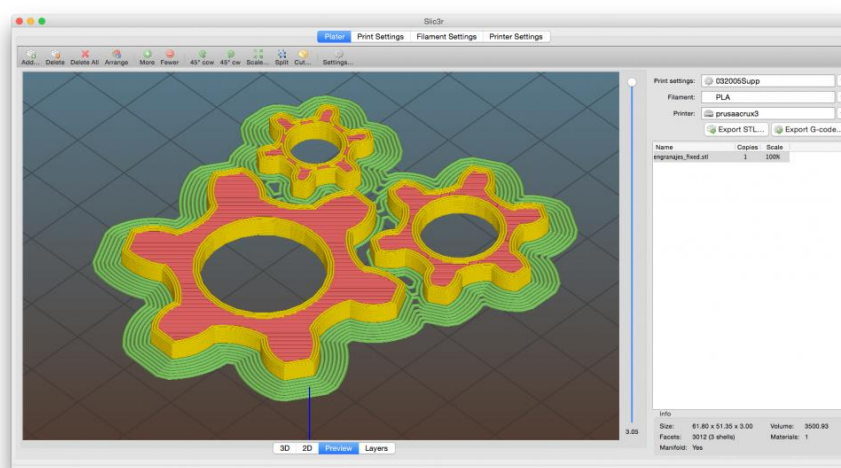 Slic3r
Plater Print Settings Filament Settings Printer Settings
Add... Delete Delete All Arrange More Fewer 45° ccw 45° cw Scale... Split Cut... Settings...
Print settings: 032005Supp
Filament: PLA
Printer: prusaacrux3
Export STL... Export G-code...
Name Copies Scale
engranajes_fixed.stl 1 100%
3.05
3D 2D Preview Layers
Info
Size: 61.80 x 51.35 x 3.00 Volume: 3500.93
Facets: 3012 (3 shells) Materials: 1
Manifold: Yes